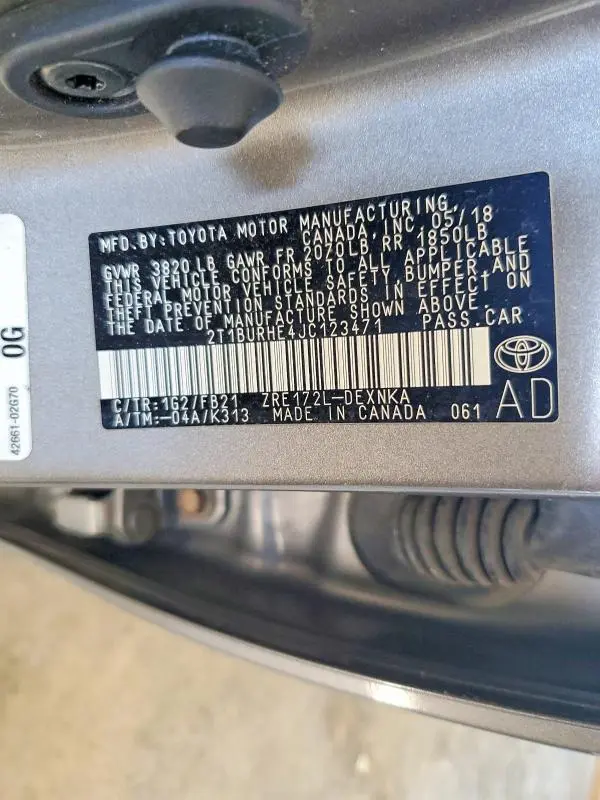 MFD.BY:TOYOTA MOTOR MANUFACTURING,
CANADA,INC.05/18
GVWR 3820 LB GAWR FR 2020LB RR 1850LB
THIS VEHICLE CONFORMS TO ALL APPLICABLE
FEDERAL MOTOR VEHICLE SAFETY BUMPER,AND
THEFT PREVENTION STANDARDS IN EFFECT ON
THE DATE OF MANUFACTURE SHOWN ABOVE.
2T1BURHE4JC123471 PASS.CAR
C/TR:1G2/FB21 ZRE172L-DEXNKA
A/TM:-04A/K313 MADE IN CANADA 061
AD
0G
42661-02G70